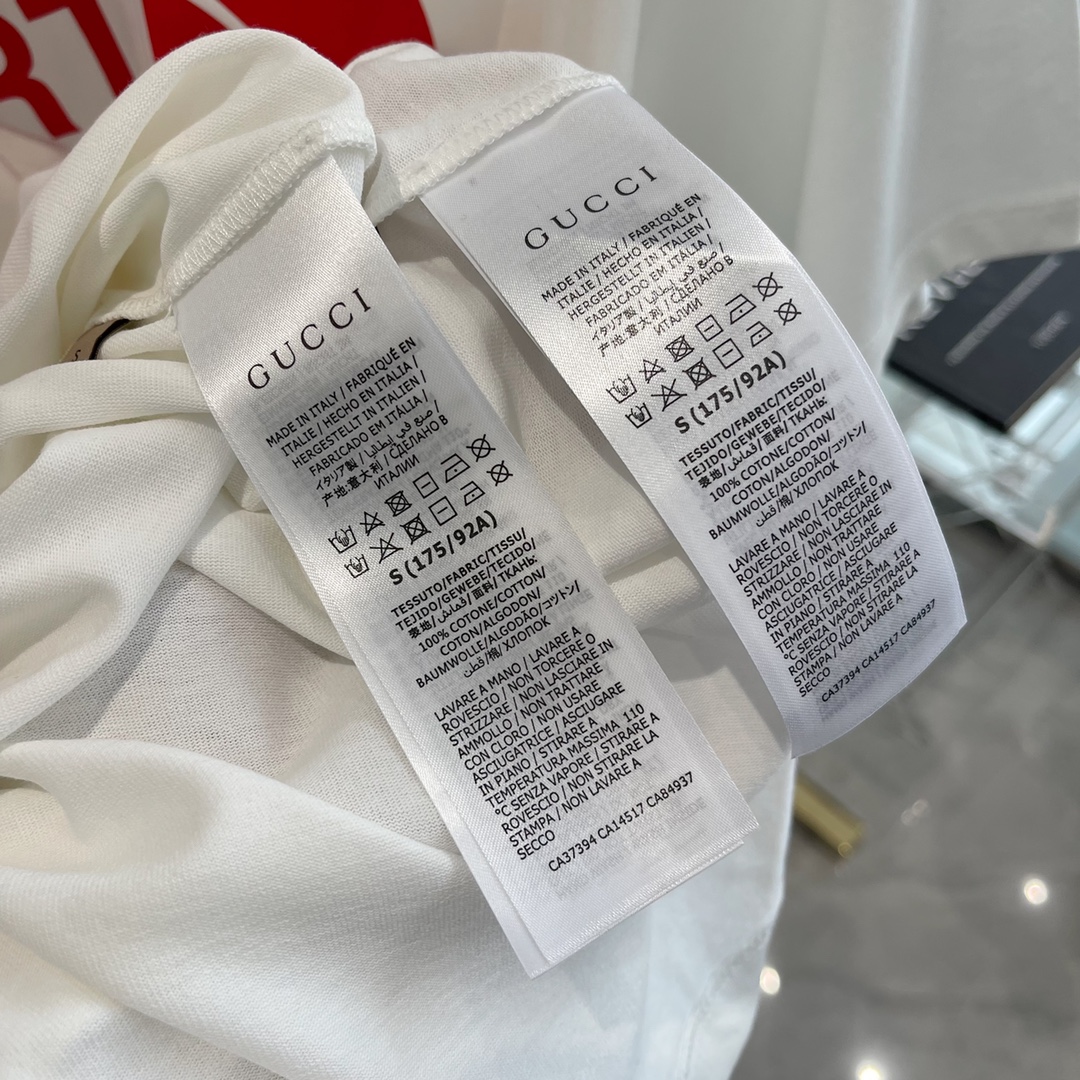 RTA
GUCCI
MADE IN ITALY / FABRIQUÉ EN
ITALIE / HECHO EN ITALIA /
HERGESTELLT IN ITALIEN /
FABRICADO EM ITÁLIA /
イタリア製 / صنع في إيطاليا /
产地:意大利 / СДЕЛАНО В
ИТАЛИИ
S (175/92A)
TESSUTO/FABRIC/TISSU/
TEJIDO/GEWEBE/TECIDO/
表地/قماش/面料/ТКАНЬ:
100% COTONE/COTTON/
COTON/ALGODON/
BAUMWOLLE/ALGODÃO/コットン/
قطن/棉/ХЛОПОК
LAVARE A MANO / LAVARE A
ROVESCIO / NON TORCERE O
STRIZZARE / NON LASCIARE IN
AMMOLLO / NON TRATTARE
CON CLORO / NON USARE
ASCIUGATRICE / ASCIUGARE
IN PIANO / STIRARE A
TEMPERATURA MASSIMA 110
°C SENZA VAPORE / STIRARE A
ROVESCIO / NON STIRARE LA
STAMPA / NON LAVARE A
SECCO
CA37394 CA14517 CA84937
GUCCI
MADE IN ITALY / FABRIQUÉ EN
ITALIE / HECHO EN ITALIA /
HERGESTELLT IN ITALIEN /
FABRICADO EM ITÁLIA /
イタリア製 / صنع في إيطاليا /
产地:意大利 / СДЕЛАНО В
ИТАЛИИ
S (175/92A)
TESSUTO/FABRIC/TISSU/
TEJIDO/GEWEBE/TECIDO/
表地/قماش/面料/ТКАНЬ:
100% COTONE/COTTON/
COTON/ALGODON/
BAUMWOLLE/ALGODÃO/コットン/
قطن/棉/ХЛОПОК
LAVARE A MANO / LAVARE A
ROVESCIO / NON TORCERE O
STRIZZARE / NON LASCIARE IN
AMMOLLO / NON TRATTARE
CON CLORO / NON USARE
ASCIUGATRICE / ASCIUGARE
IN PIANO / STIRARE A
TEMPERATURA MASSIMA 110
°C SENZA VAPORE / STIRARE A
ROVESCIO / NON STIRARE LA
STAMPA / NON LAVARE A
SECCO
CA37394 CA14517 CA84937